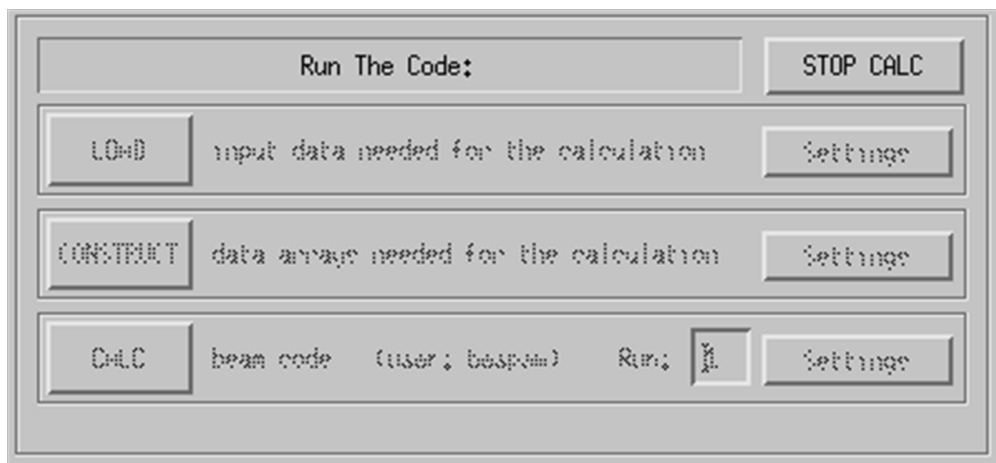 Run The Code: STOP CALC
LOAD input data needed for the calculation Settings
CONSTRUCT data arrays needed for the calculation Settings
CALC beam code (user: Run: Settings